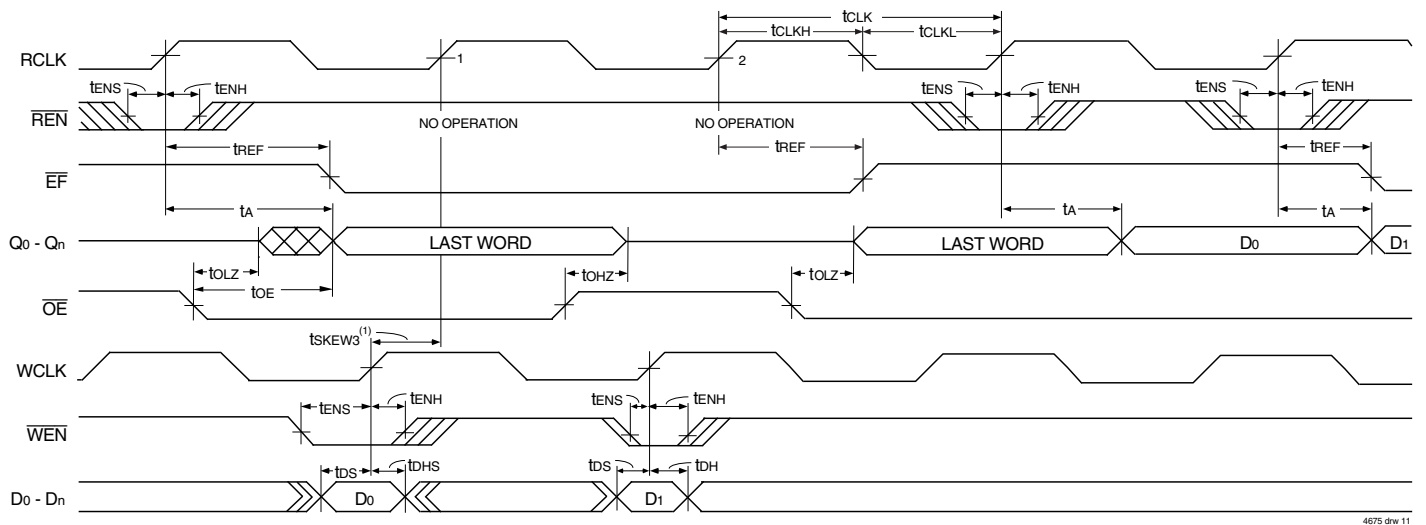 tCLK
tCLKH tCLKL
RCLK 1 2
tENS tENH tENS tENH tENS tENH
REN
NO OPERATION NO OPERATION
tREF tREF tREF
EF
tA tA tA
Q0 - Qn LAST WORD LAST WORD D0 D1
tOLZ tOHZ tOLZ
tOE
OE
tSKEW3(1)
WCLK
tENS tENH tENS tENH
WEN
tDS tDHS tDS tDH
D0 - Dn D0 D1
4675 drw 11